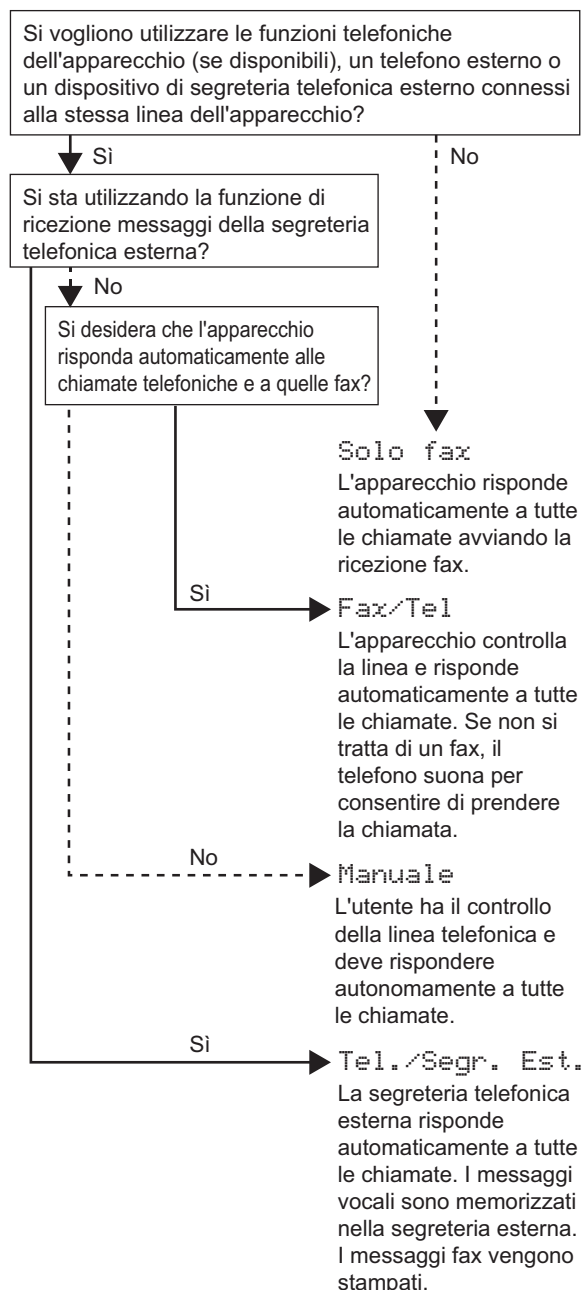 Si vogliono utilizzare le funzioni telefoniche
dell'apparecchio (se disponibili), un telefono esterno o
un dispositivo di segreteria telefonica esterno connessi
alla stessa linea dell'apparecchio?
Sì
No
Si sta utilizzando la funzione di
ricezione messaggi della segreteria
telefonica esterna?
No
Si desidera che l'apparecchio
risponda automaticamente alle
chiamate telefoniche e a quelle fax?
Solo fax
L'apparecchio risponde
automaticamente a tutte
le chiamate avviando la
ricezione fax.
Sì
Fax/Tel
L'apparecchio controlla
la linea e risponde
automaticamente a tutte
le chiamate. Se non si
tratta di un fax, il
telefono suona per
consentire di prendere
la chiamata.
No
Manuale
L'utente ha il controllo
della linea telefonica e
deve rispondere
autonomamente a tutte
le chiamate.
Sì
Tel./Segr. Est.
La segreteria telefonica
esterna risponde
automaticamente a tutte
le chiamate. I messaggi
vocali sono memorizzati
nella segreteria esterna.
I messaggi fax vengono
stampati.